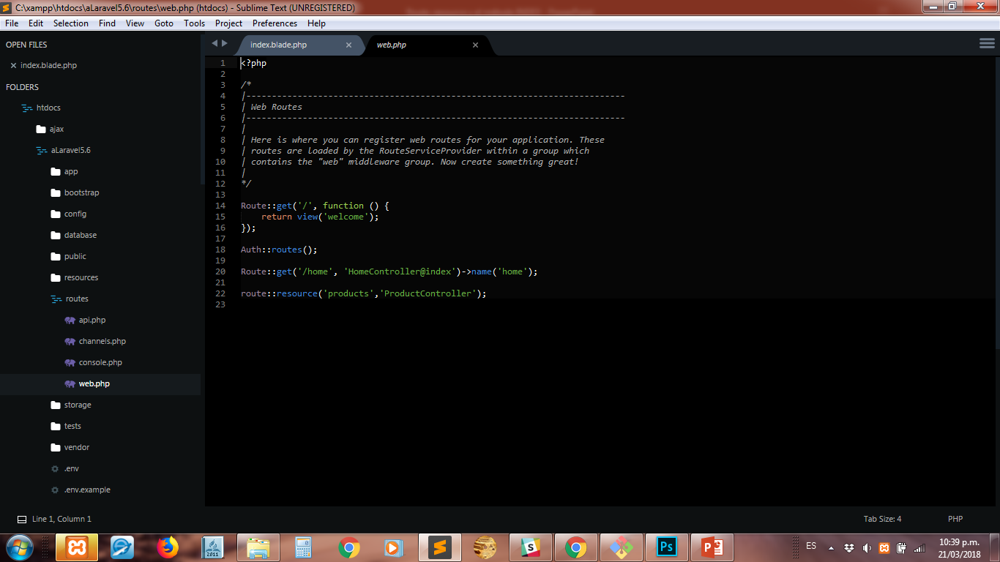 C:\xampp\htdocs\aLaravel5.6\routes\web.php (htdocs) - Sublime Text (UNREGISTERED)
File Edit Selection Find View Goto Tools Project Preferences Help
OPEN FILES
index.blade.php
FOLDERS
htdocs
ajax
aLaravel5.6
app
bootstrap
config
database
public
resources
routes
api.php
channels.php
console.php
web.php
storage
tests
vendor
.env
.env.example
index.blade.php web.php
1 <?php
2
3 /*
4 |--------------------------------------------------------------------------
5 | Web Routes
6 |--------------------------------------------------------------------------
7 |
8 | Here is where you can register web routes for your application. These
9 | routes are loaded by the RouteServiceProvider within a group which
10 | contains the "web" middleware group. Now create something great!
11 |
12 */
13
14 Route::get('/', function () {
15     return view('welcome');
16 });
17
18 Auth::routes();
19
20 Route::get('/home', 'HomeController@index')->name('home');
21
22 route::resource('products','ProductController');
23
Line 1, Column 1 Tab Size: 4 PHP
2011
Ps
ES
10:39 p.m.
21/03/2018